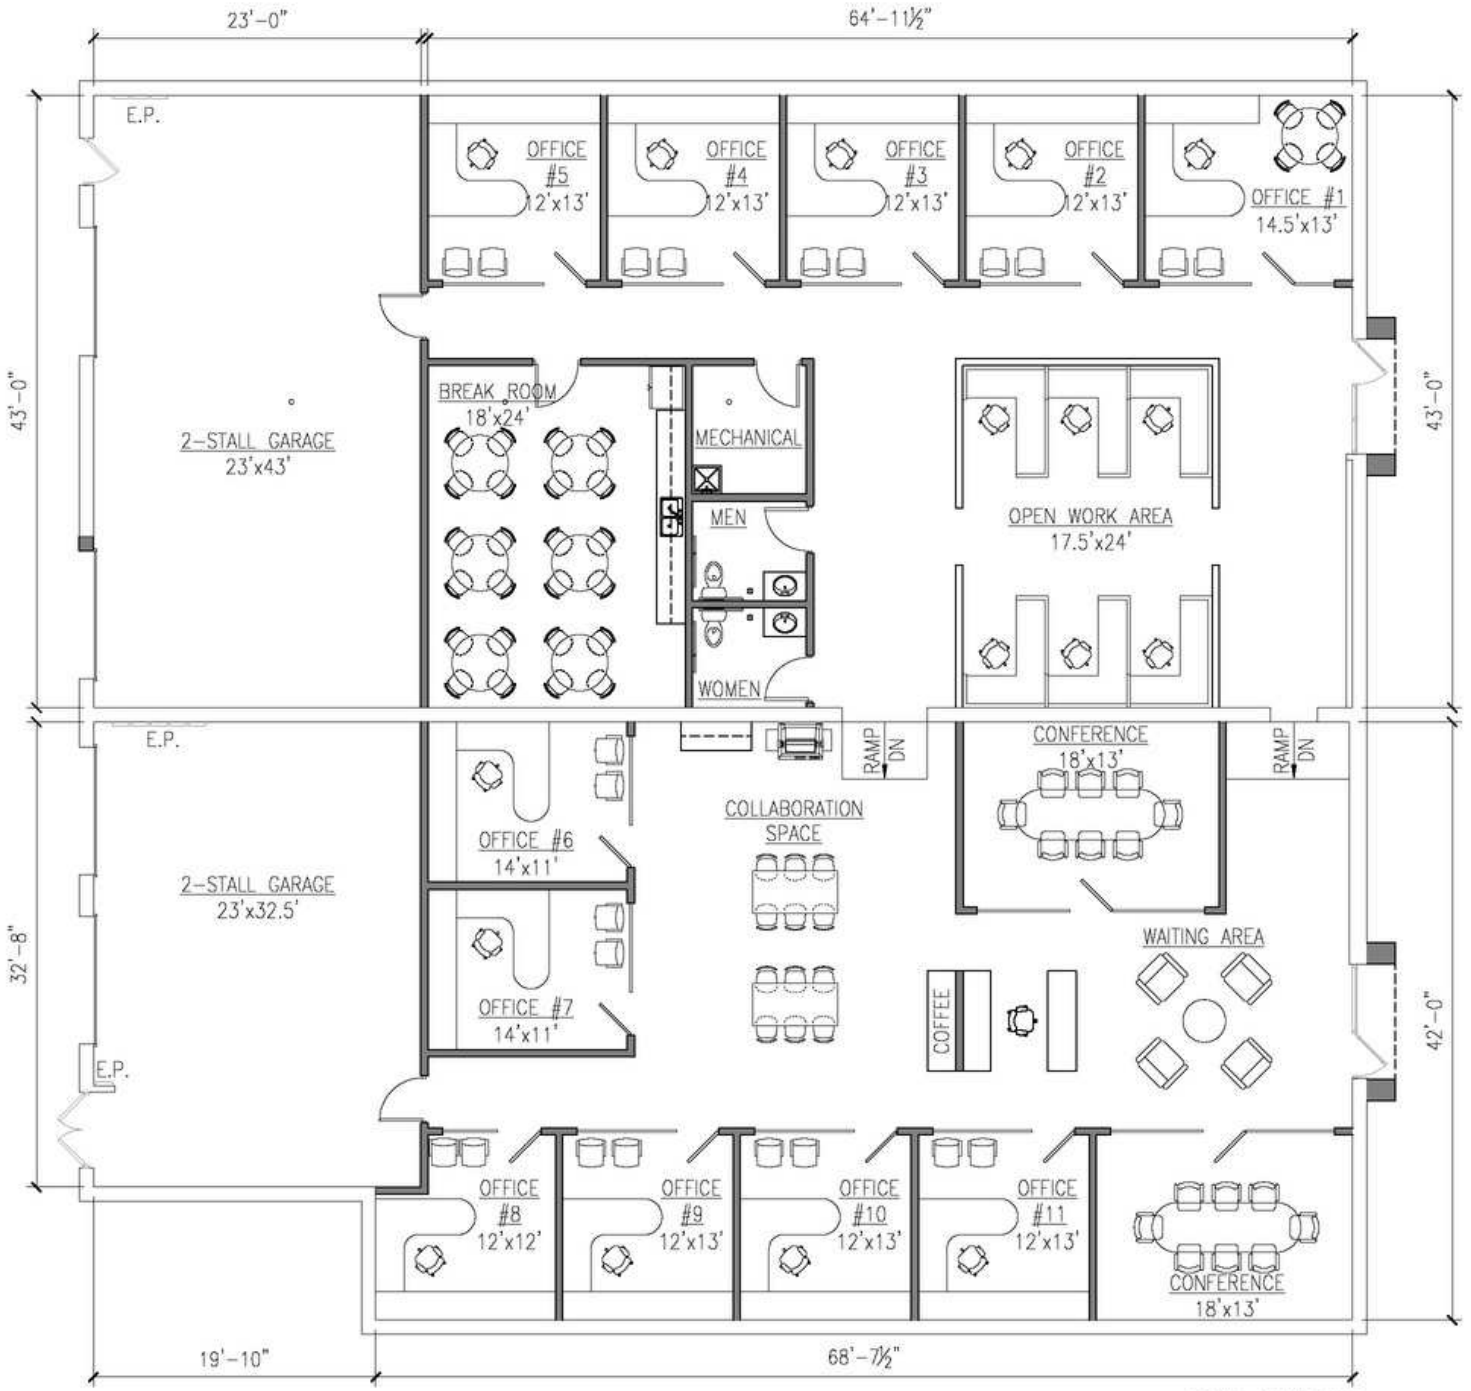 23'-0"
64'-11½"
E.P.
OFFICE
#5
12'x13'
OFFICE
#4
12'x13'
OFFICE
#3
12'x13'
OFFICE
#2
12'x13'
OFFICE #1
14.5'x13'
43'-0"
43'-0"
2-STALL GARAGE
23'x43'
BREAK ROOM
18'x24'
MECHANICAL
MEN
WOMEN
OPEN WORK AREA
17.5'x24'
E.P.
RAMP
DN
CONFERENCE
18'x13'
RAMP
DN
COLLABORATION
SPACE
OFFICE #6
14'x11'
2-STALL GARAGE
23'x32.5'
32'-8"
WAITING AREA
OFFICE #7
14'x11'
COFFEE
42'-0"
E.P.
OFFICE
#8
12'x12'
OFFICE
#9
12'x13'
OFFICE
#10
12'x13'
OFFICE
#11
12'x13'
CONFERENCE
18'x13'
19'-10"
68'-7½"